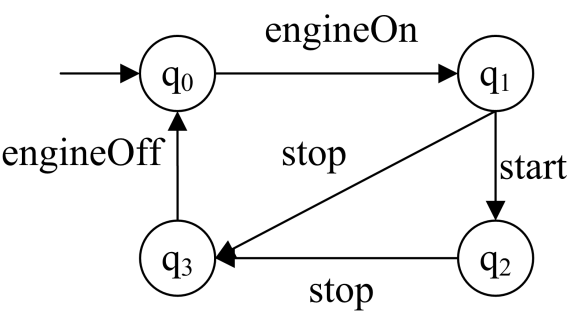 engineOn
q0
q1
engineOff
stop
start
q3
q2
stop